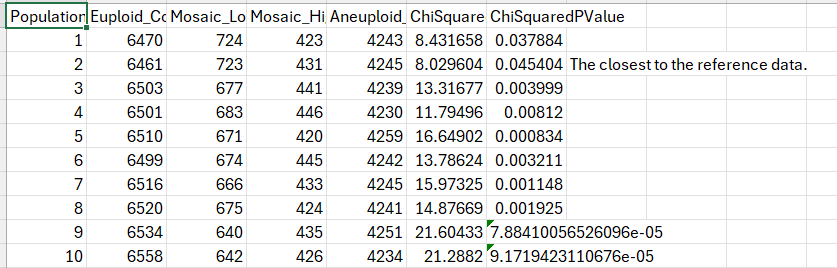 Population Euploid_Co Mosaic_Lo Mosaic_Hi Aneuploid_ ChiSquare ChiSquaredPValue
1 6470 724 423 4243 8.431658 0.037884
2 6461 723 431 4245 8.029604 0.045404 The closest to the reference data.
3 6503 677 441 4239 13.31677 0.003999
4 6501 683 446 4230 11.79496 0.00812
5 6510 671 420 4259 16.64902 0.000834
6 6499 674 445 4242 13.78624 0.003211
7 6516 666 433 4245 15.97325 0.001148
8 6520 675 424 4241 14.87669 0.001925
9 6534 640 435 4251 21.60433 7.88410056526096e-05
10 6558 642 426 4234 21.2882 9.1719423110676e-05